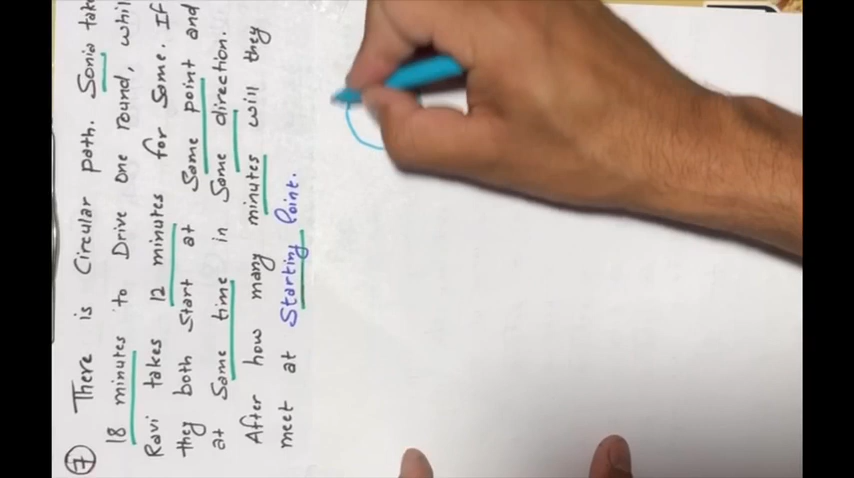 ⑦ There is Circular path. Sonia
18 minutes to Drive one round,
Ravi takes 12 minutes for Same. If
they both Start at Same point and
at Same time in Same direction.
After how many minutes will they
meet at Starting Point.